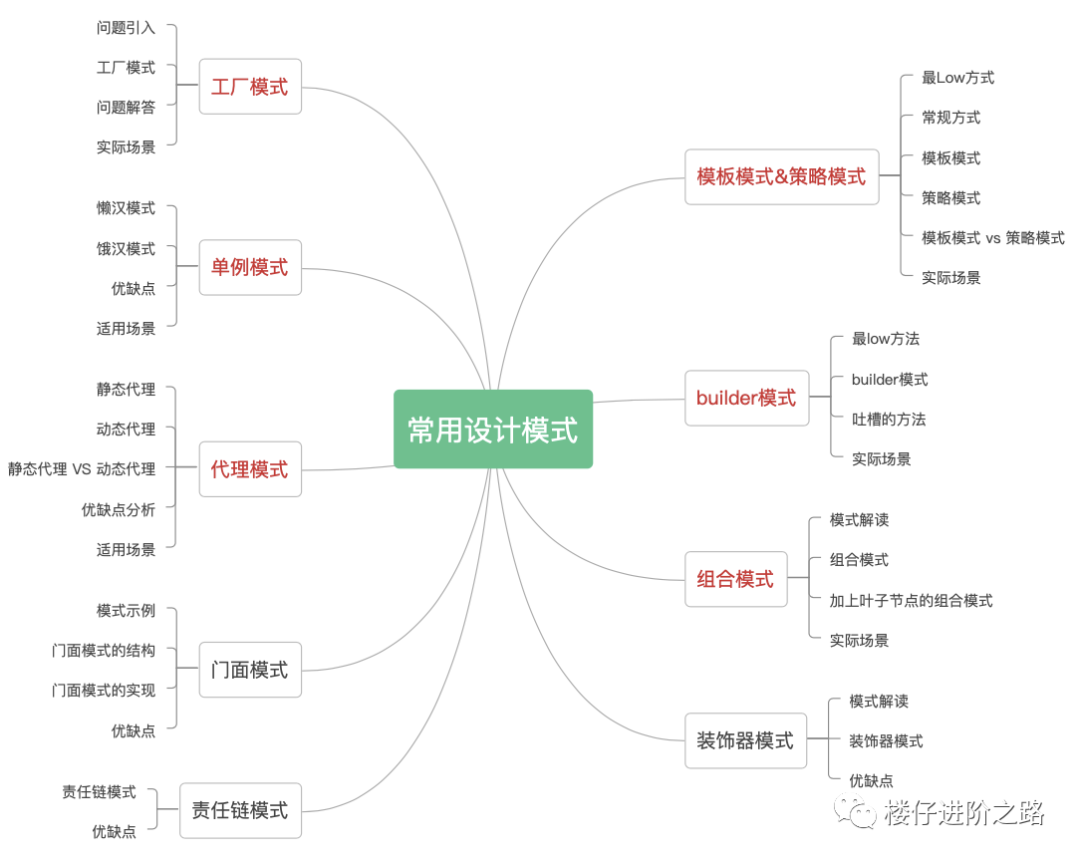 常用设计模式
工厂模式
问题引入
工厂模式
问题解答
实际场景
单例模式
懒汉模式
饿汉模式
优缺点
适用场景
代理模式
静态代理
动态代理
静态代理 VS 动态代理
优缺点分析
适用场景
门面模式
模式示例
门面模式的结构
门面模式的实现
优缺点
责任链模式
责任链模式
优缺点
模板模式&策略模式
最Low方式
常规方式
模板模式
策略模式
模板模式 vs 策略模式
实际场景
builder模式
最low方法
builder模式
吐槽的方法
实际场景
组合模式
模式解读
组合模式
加上叶子节点的组合模式
实际场景
装饰器模式
模式解读
装饰器模式
优缺点
楼仔进阶之路